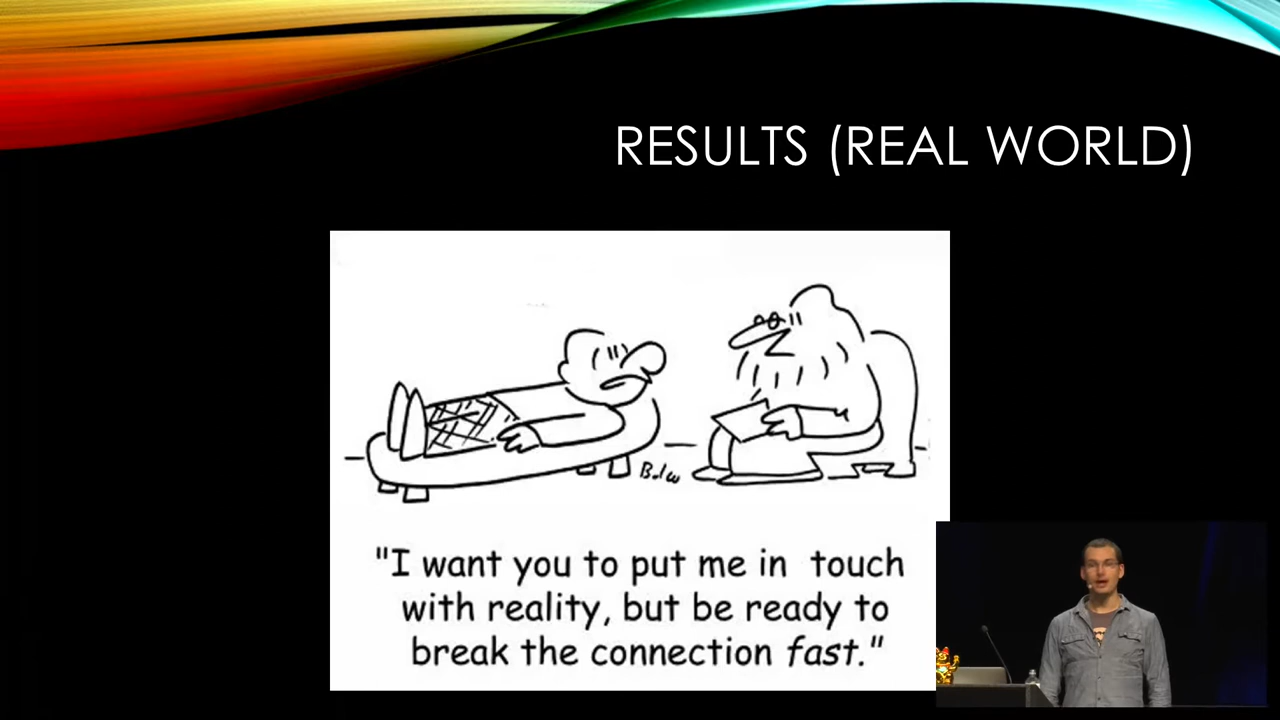 RESULTS (REAL WORLD)
"I want you to put me in touch
with reality, but be ready to
break the connection fast."